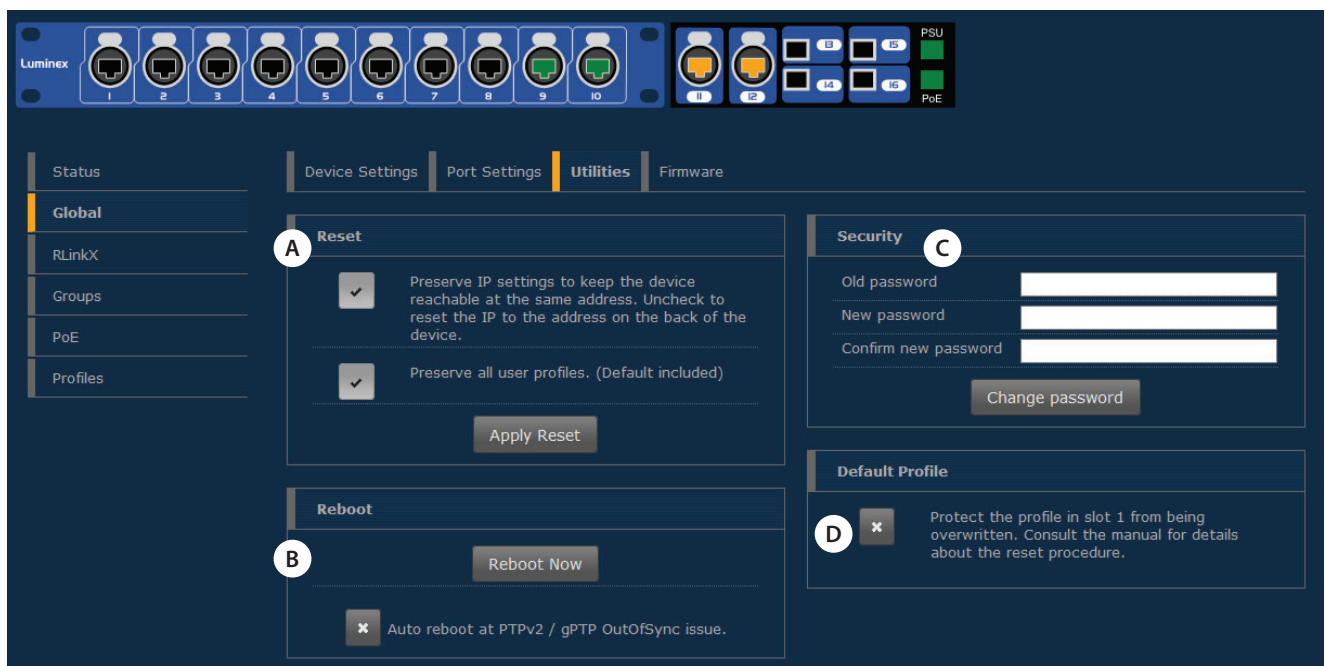 Luminex
1 2 3 4 5 6 7 8 9 10
11 12 13 14 15 16
PSU
PoE
Status
Global
RLinkX
Groups
PoE
Profiles
Device Settings Port Settings Utilities Firmware
A
Reset
Preserve IP settings to keep the device
reachable at the same address. Uncheck to
reset the IP to the address on the back of the
device.
Preserve all user profiles. (Default included)
Apply Reset
B
Reboot
Reboot Now
Auto reboot at PTPv2 / gPTP OutOfSync issue.
Security
C
Old password
New password
Confirm new password
Change password
Default Profile
D
Protect the profile in slot 1 from being
overwritten. Consult the manual for details
about the reset procedure.